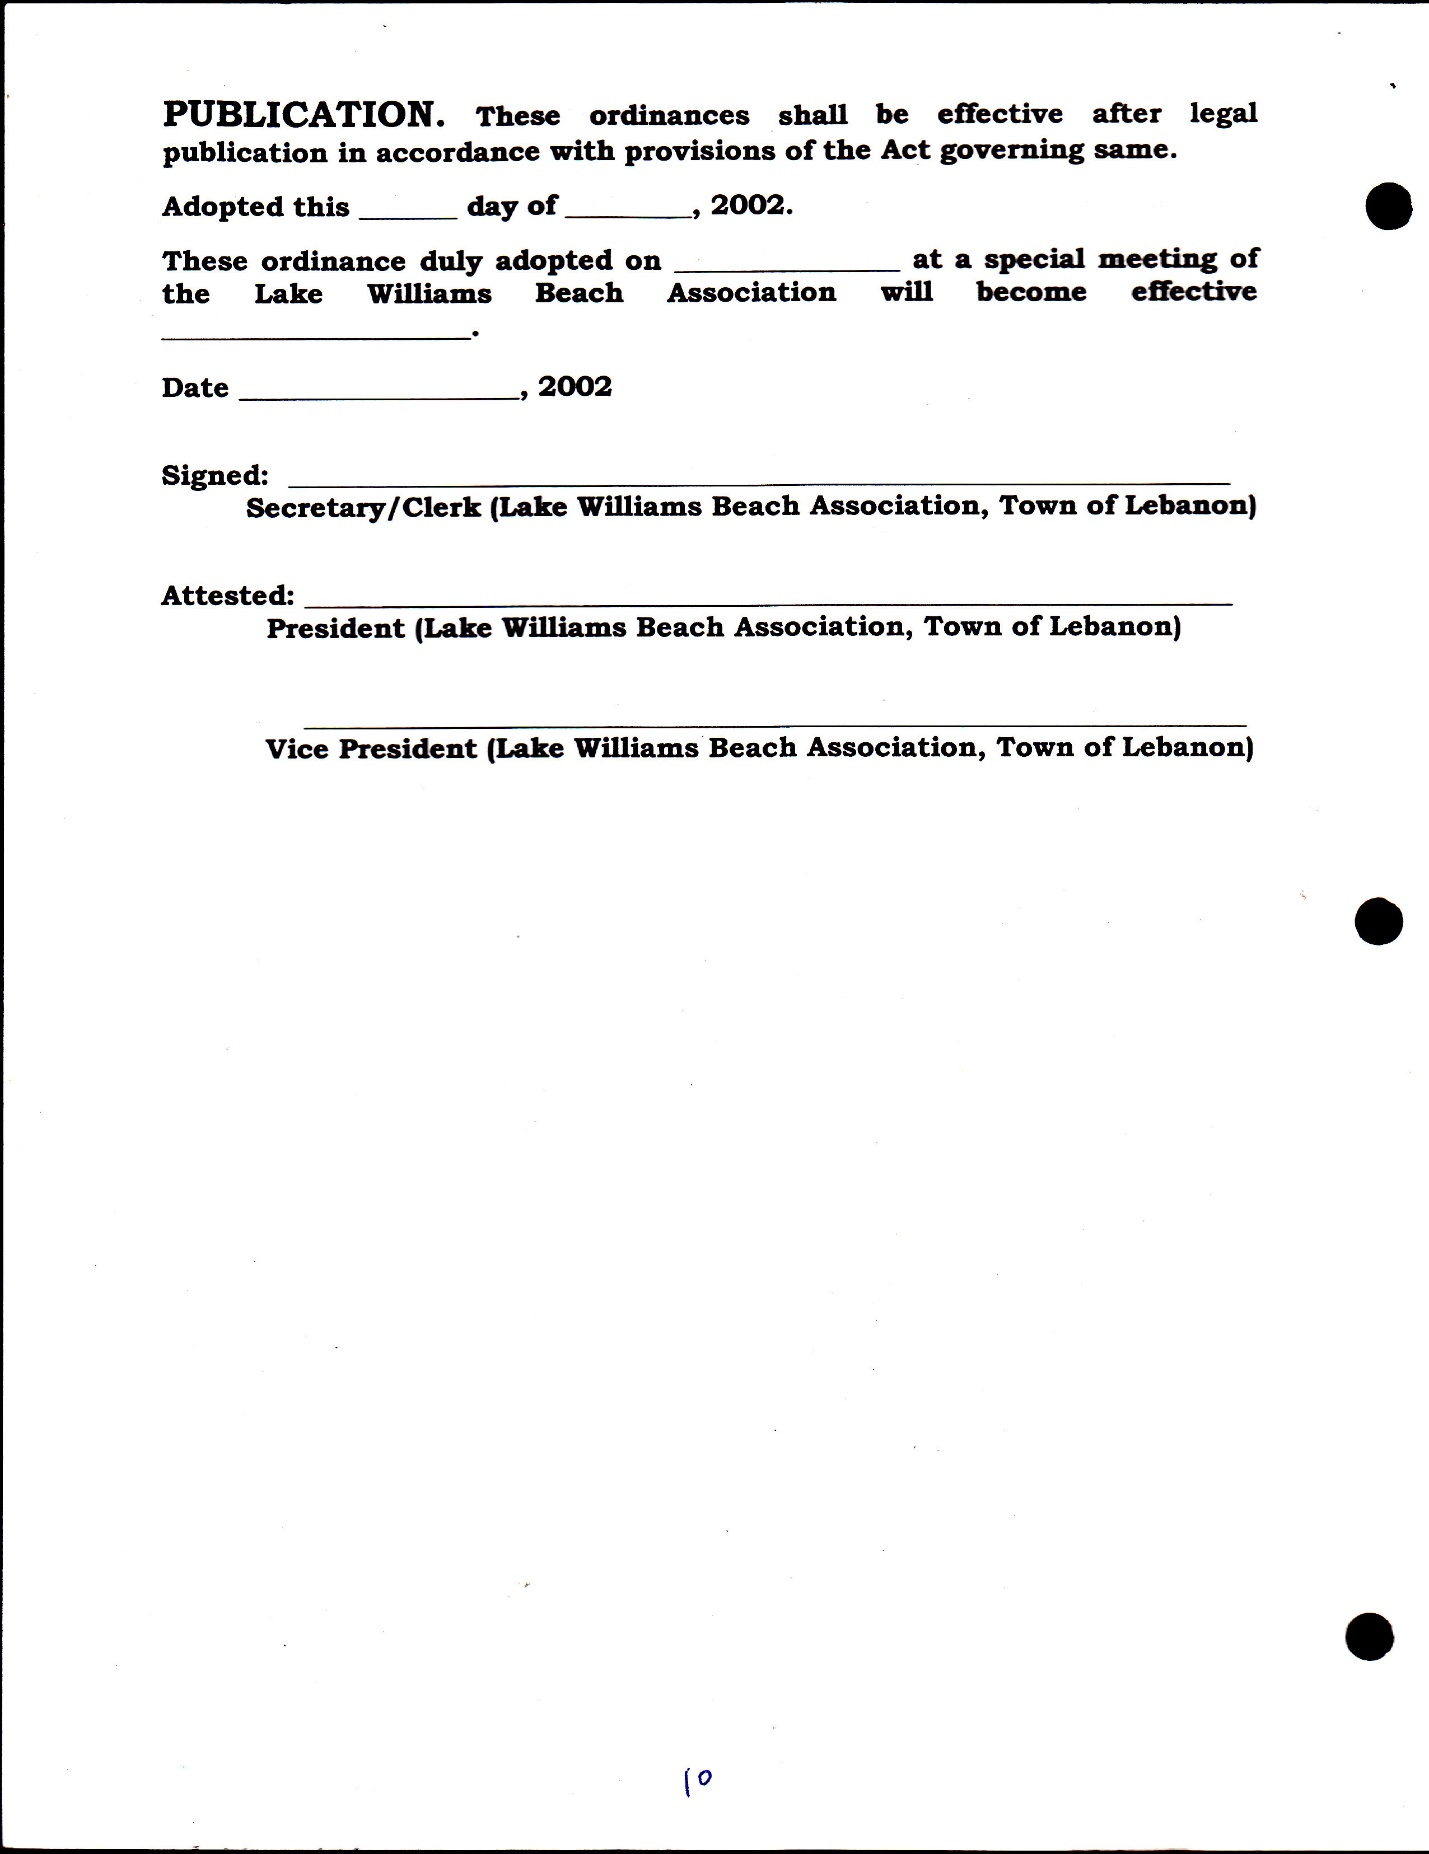 PUBLICATION. These ordinances shall be effective after legal
publication in accordance with provisions of the Act governing same.
Adopted this ______ day of ________, 2002.
These ordinance duly adopted on ______________ at a special meeting of
the Lake Williams Beach Association will become effective
___________________.
Date _________________, 2002
Signed: ____________________________________________________________
Secretary/Clerk (Lake Williams Beach Association, Town of Lebanon)
Attested: ___________________________________________________________
President (Lake Williams Beach Association, Town of Lebanon)
____________________________________________________________
Vice President (Lake Williams Beach Association, Town of Lebanon)
10